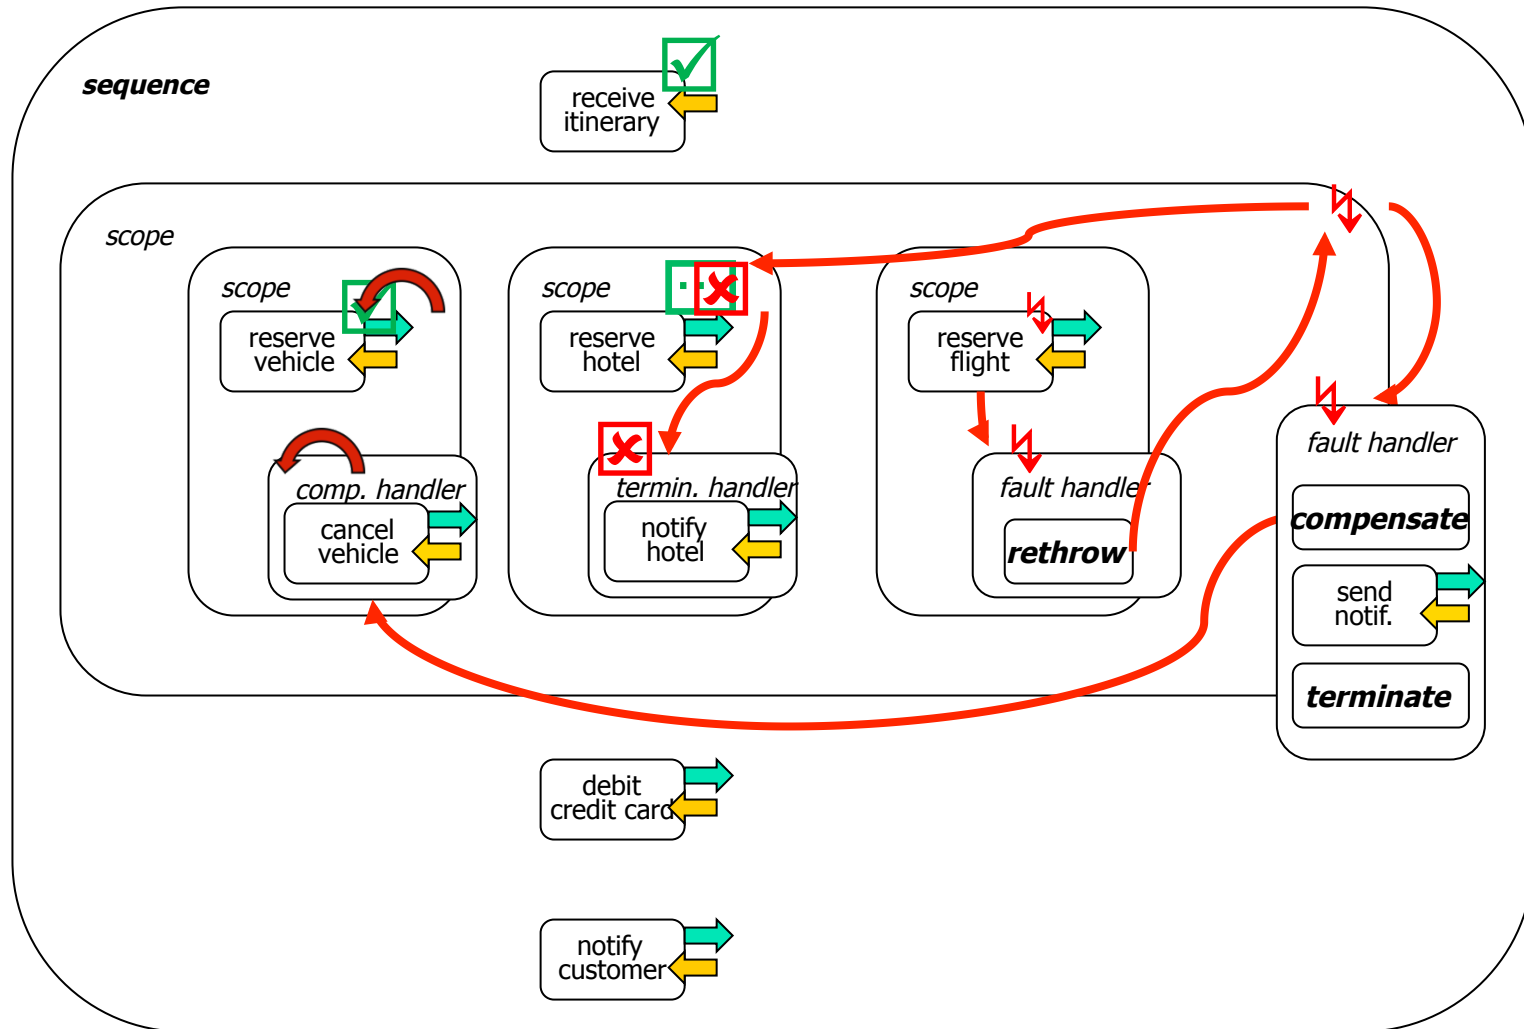 sequence
receive
itinerary
scope
scope
reserve
vehicle
comp. handler
cancel
vehicle
scope
reserve
hotel
termin. handler
notify
hotel
scope
reserve
flight
fault handler
rethrow
fault handler
compensate
send
notif.
terminate
debit
credit card
notify
customer